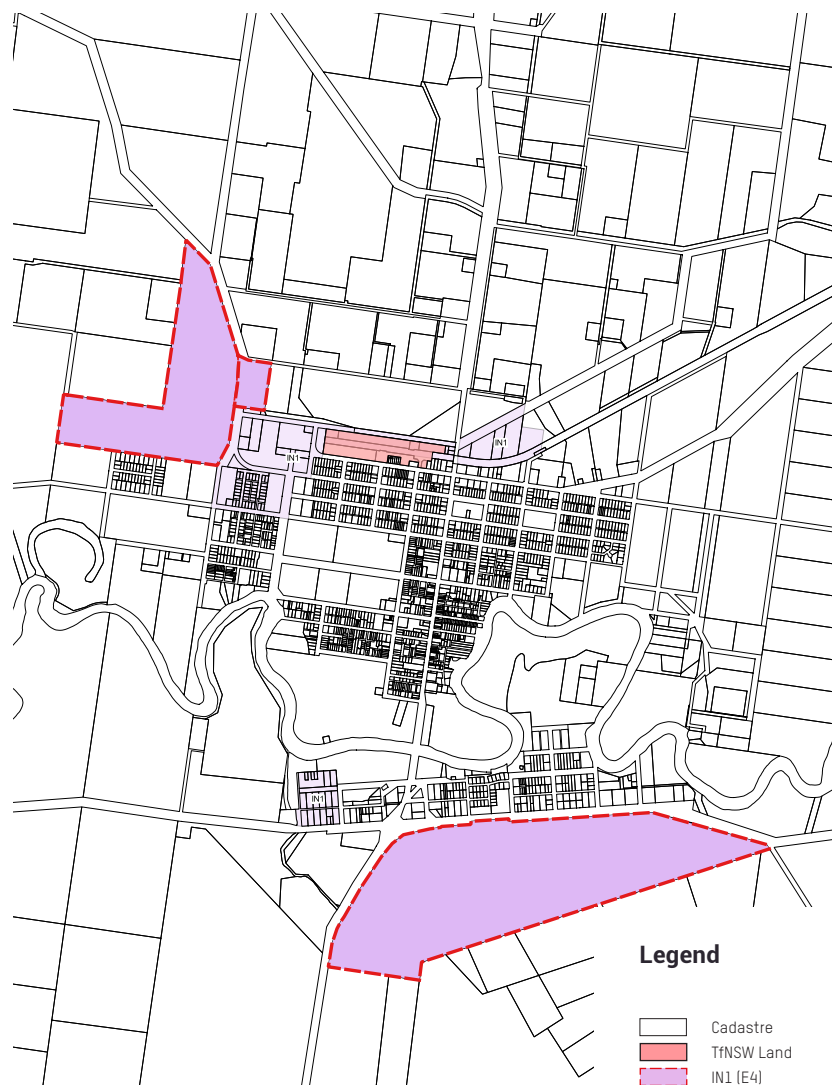 IN1
IN1
IN1
Legend
Cadastre
TfNSW Land
IN1 (E4)